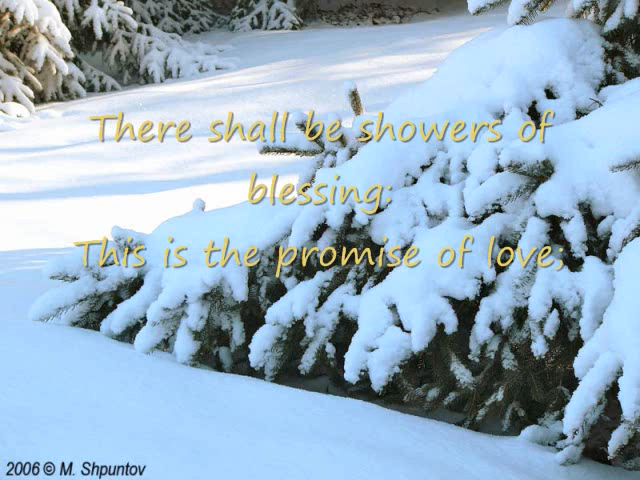 There shall be showers of
blessing:
This is the promise of love;
2006 © M. Shpuntov